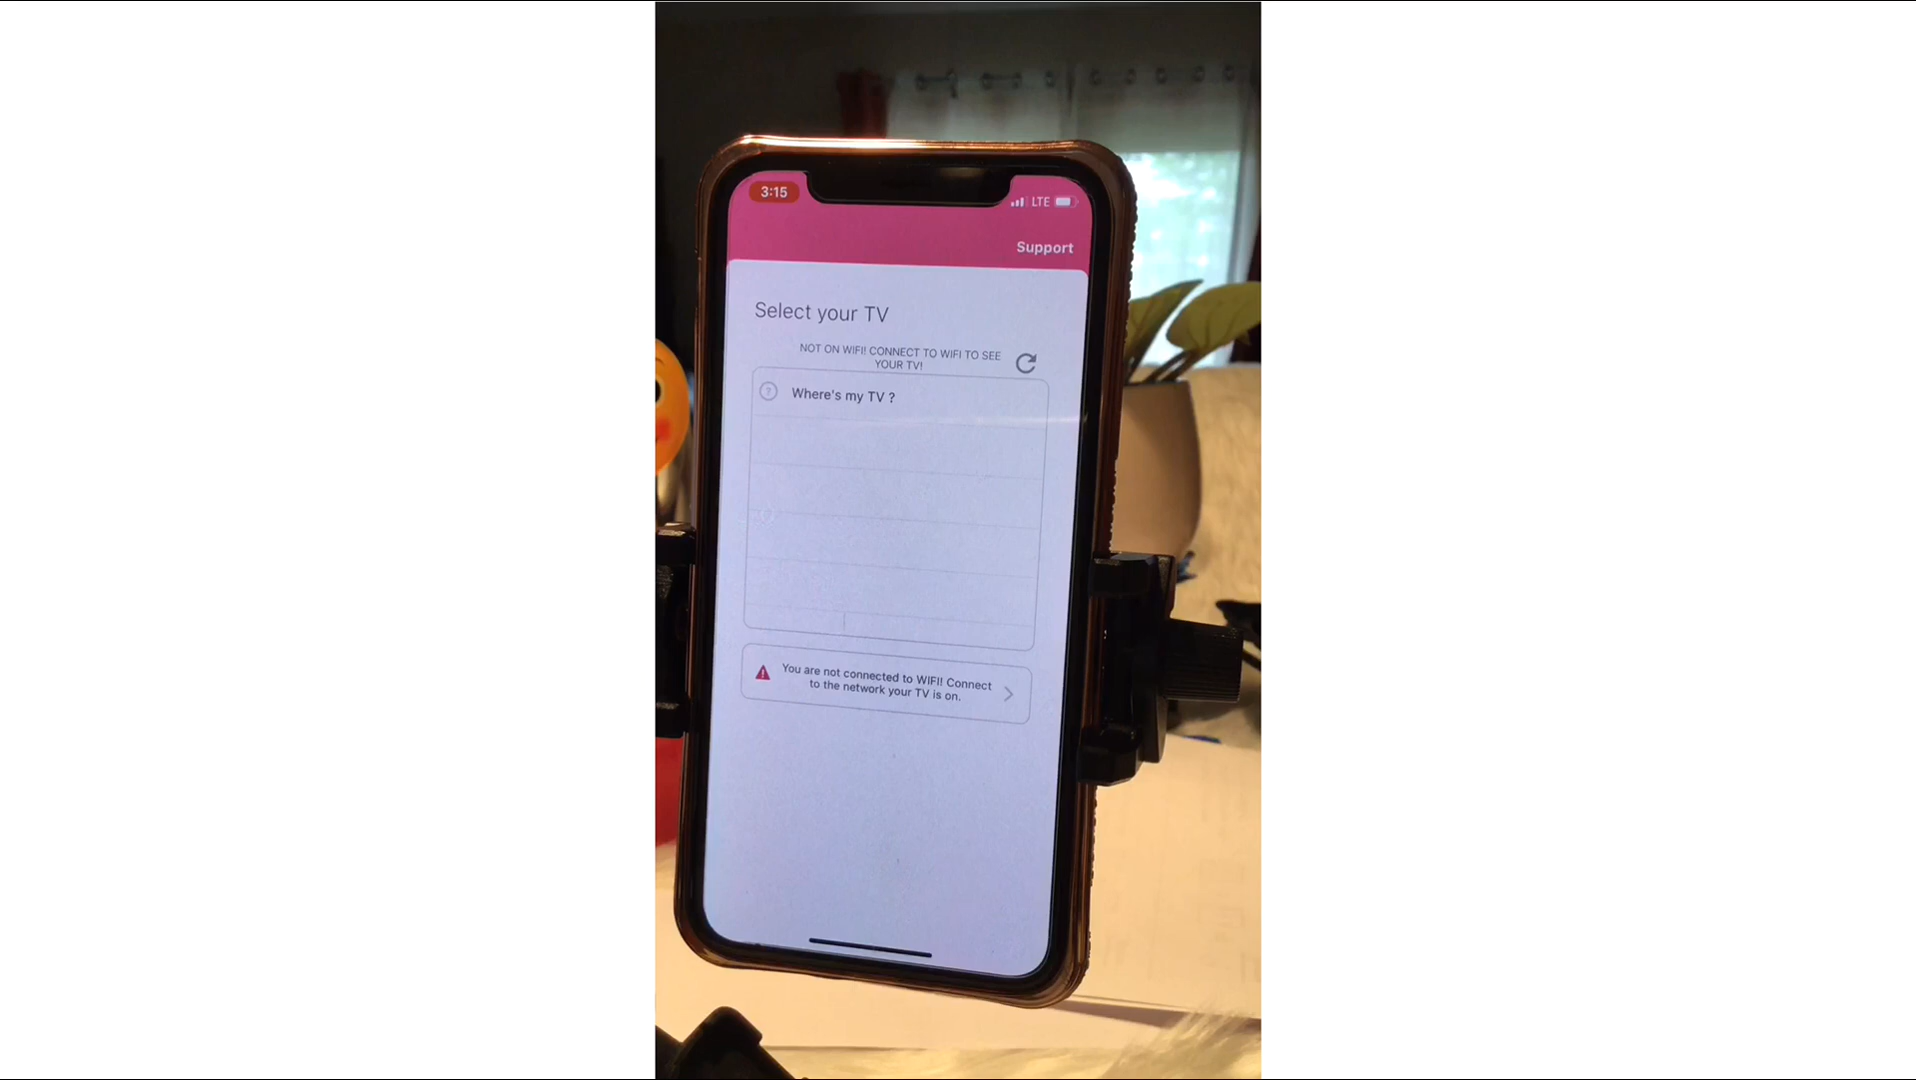 3:15
LTE
Support
Select your TV
NOT ON WIFI! CONNECT TO WIFI TO SEE
YOUR TV!
?
Where's my TV ?
You are not connected to WIFI! Connect
to the network your TV is on.